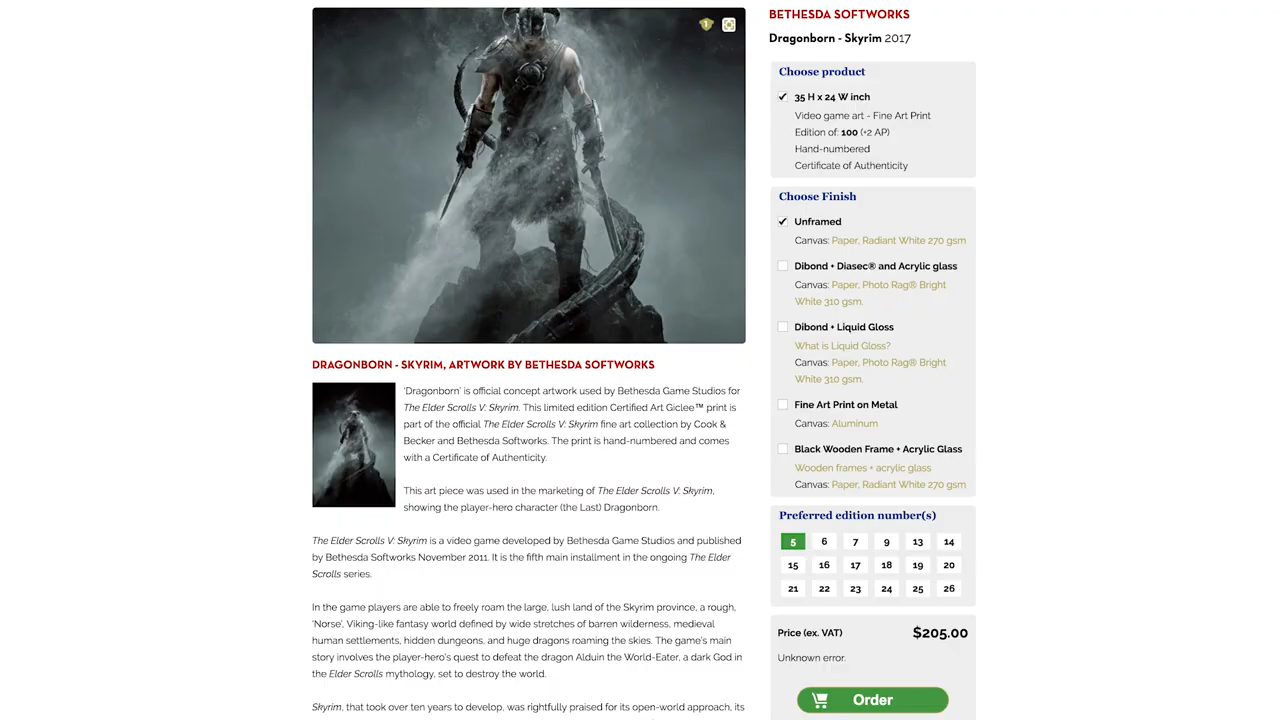 1
BETHESDA SOFTWORKS
Dragonborn - Skyrim 2017
Choose product
35 H x 24 W inch
Video game art - Fine Art Print
Edition of: 100 (+2 AP)
Hand-numbered
Certificate of Authenticity
Choose Finish
Unframed
Canvas: Paper, Radiant White 270 gsm
Dibond + Diasec® and Acrylic glass
Canvas: Paper, Photo Rag® Bright
White 310 gsm.
Dibond + Liquid Gloss
What is Liquid Gloss?
Canvas: Paper, Photo Rag® Bright
White 310 gsm.
Fine Art Print on Metal
Canvas: Aluminum
Black Wooden Frame + Acrylic Glass
Wooden frames + acrylic glass
Canvas: Paper, Radiant White 270 gsm
Preferred edition number(s)
5 6 7 9 13 14
15 16 17 18 19 20
21 22 23 24 25 26
Price (ex. VAT) $205.00
Unknown error.
Order
DRAGONBORN - SKYRIM, ARTWORK BY BETHESDA SOFTWORKS
'Dragonborn' is official concept artwork used by Bethesda Game Studios for
The Elder Scrolls V: Skyrim. This limited edition Certified Art Giclee™ print is
part of the official The Elder Scrolls V: Skyrim fine art collection by Cook &
Becker and Bethesda Softworks. The print is hand-numbered and comes
with a Certificate of Authenticity.
This art piece was used in the marketing of The Elder Scrolls V: Skyrim,
showing the player-hero character (the Last) Dragonborn.
The Elder Scrolls V: Skyrim is a video game developed by Bethesda Game Studios and published
by Bethesda Softworks November 2011. It is the fifth main installment in the ongoing The Elder
Scrolls series.
In the game players are able to freely roam the large, lush land of the Skyrim province, a rough,
'Norse', Viking-like fantasy world defined by wide stretches of barren wilderness, medieval
human settlements, hidden dungeons, and huge dragons roaming the skies. The game's main
story involves the player-hero's quest to defeat the dragon Alduin the World-Eater, a dark God in
the Elder Scrolls mythology, set to destroy the world.
Skyrim, that took over ten years to develop, was rightfully praised for its open-world approach, its